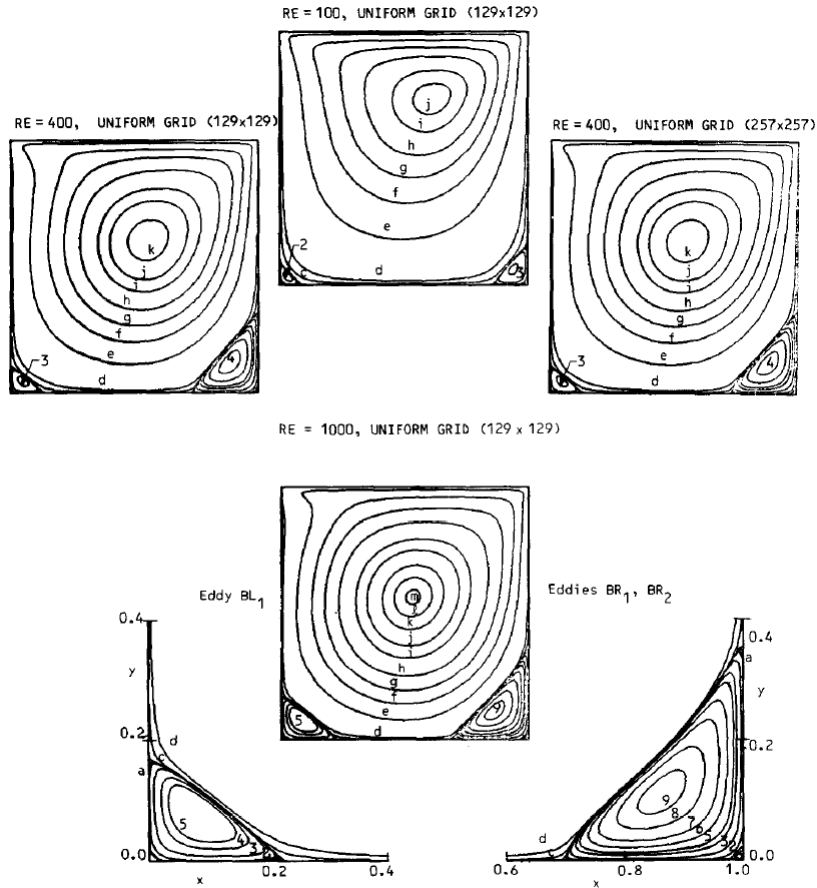 RE = 100, UNIFORM GRID (129x129)
j
i
h
g
f
e
d
c
2
3
RE = 400, UNIFORM GRID (129x129)
k
j
i
h
g
f
e
d
3
4
RE = 400, UNIFORM GRID (257x257)
k
j
i
h
g
f
e
d
3
4
RE = 1000, UNIFORM GRID (129 x 129)
m
k
j
i
h
g
f
e
d
5
9
Eddy BL1
0.4
y
0.2
d
c
a
5
4
3
0.0
0.2
0.4
x
Eddies BR1, BR2
0.4
a
y
0.2
9
8
7
6
5
3
2
d
c
0.0
0.6
0.8
1.0
x